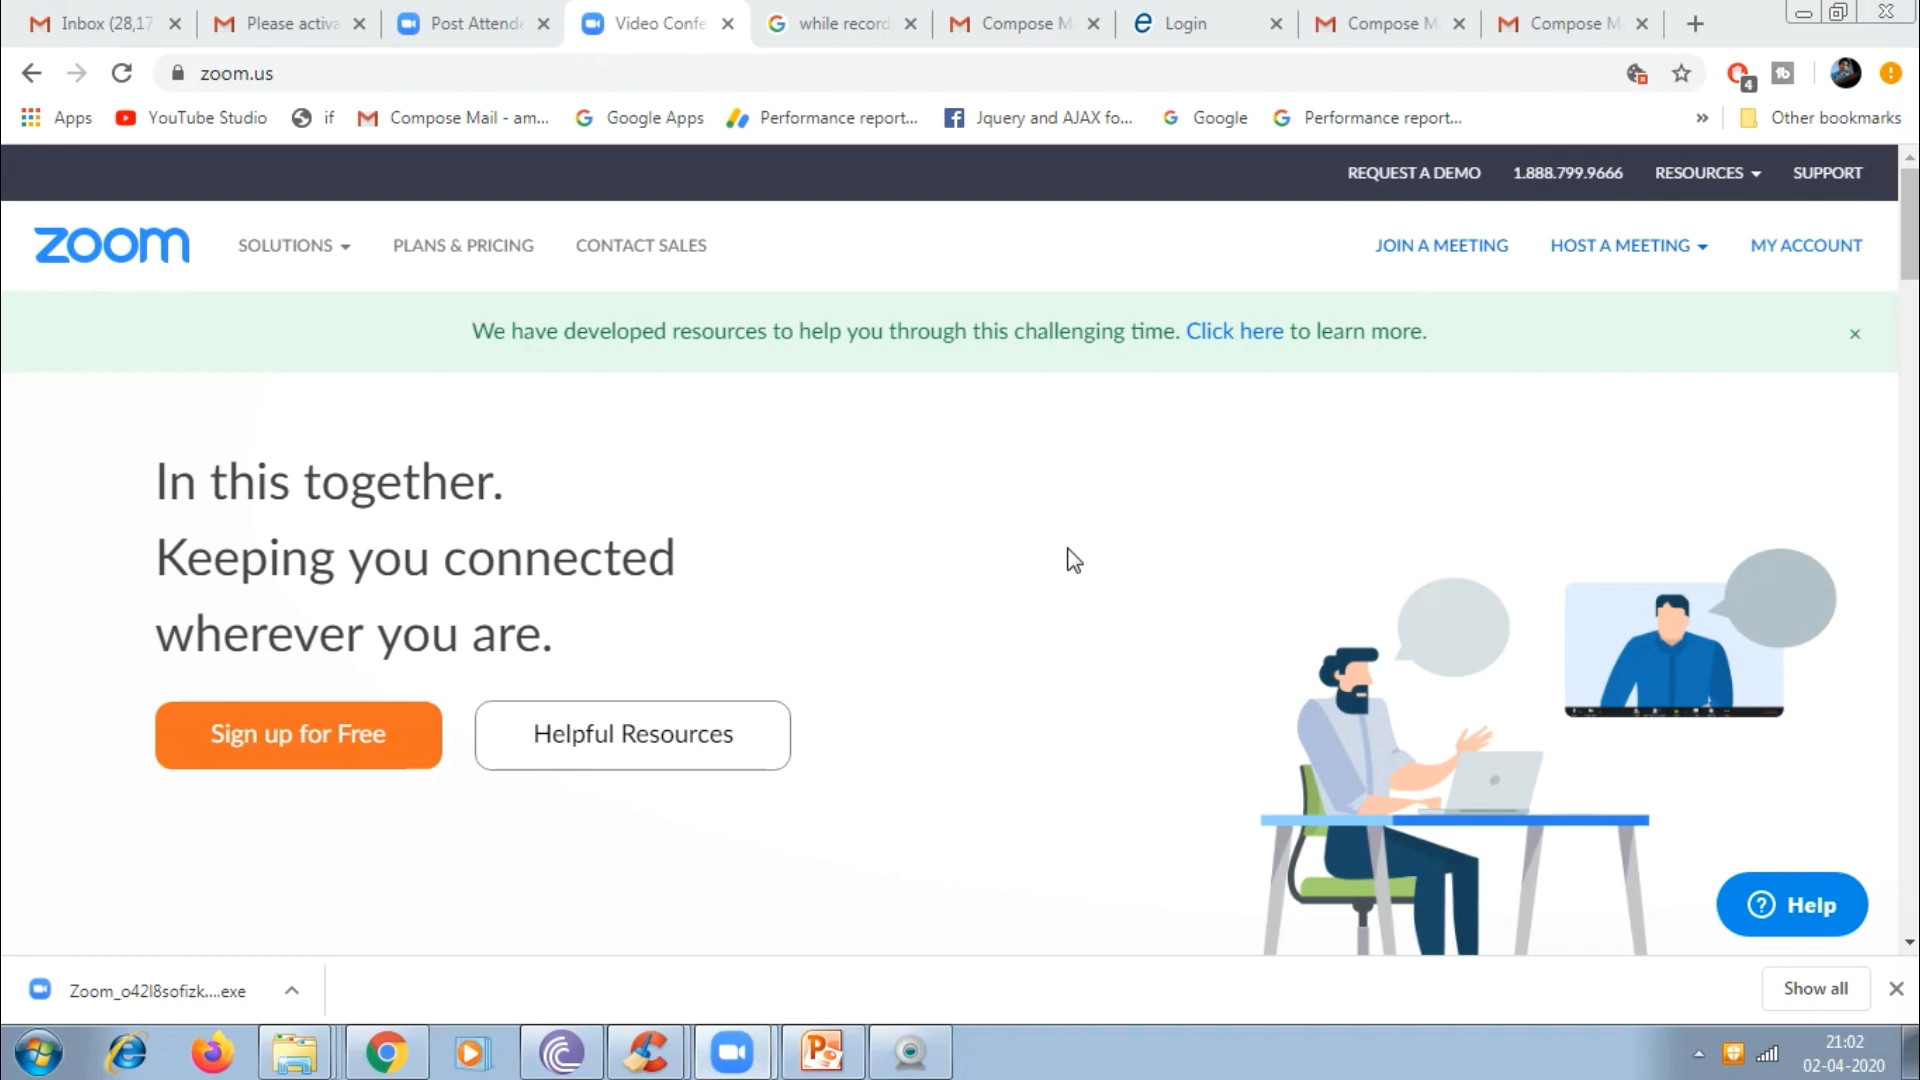 Inbox (28,17
Please activa
Post Attende
Video Confe
while record
Compose M
Login
Compose M
Compose M
zoom.us
4
Apps
YouTube Studio
if
Compose Mail - am...
Google Apps
Performance report...
Jquery and AJAX fo...
Google
Performance report...
»
Other bookmarks
REQUEST A DEMO
1.888.799.9666
RESOURCES
SUPPORT
zoom
SOLUTIONS
PLANS & PRICING
CONTACT SALES
JOIN A MEETING
HOST A MEETING
MY ACCOUNT
We have developed resources to help you through this challenging time. Click here to learn more.
In this together.
Keeping you connected
wherever you are.
Sign up for Free
Helpful Resources
Help
Zoom_o42l8sofizk....exe
Show all
21:02
02-04-2020